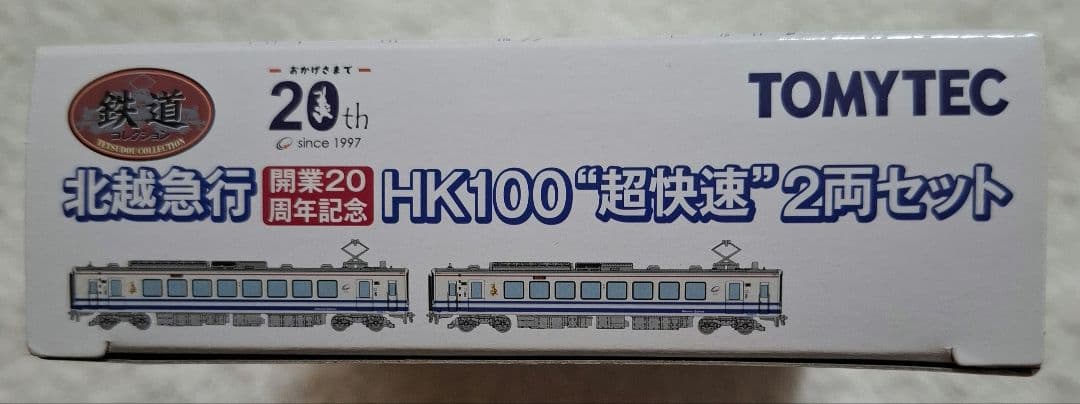 おかげさまで
20th
since 1997
鉄道
コレクション
TETSUDOU COLLECTION
TOMYTEC
北越急行 開業20周年記念 HK100 “超快速” 2両セット